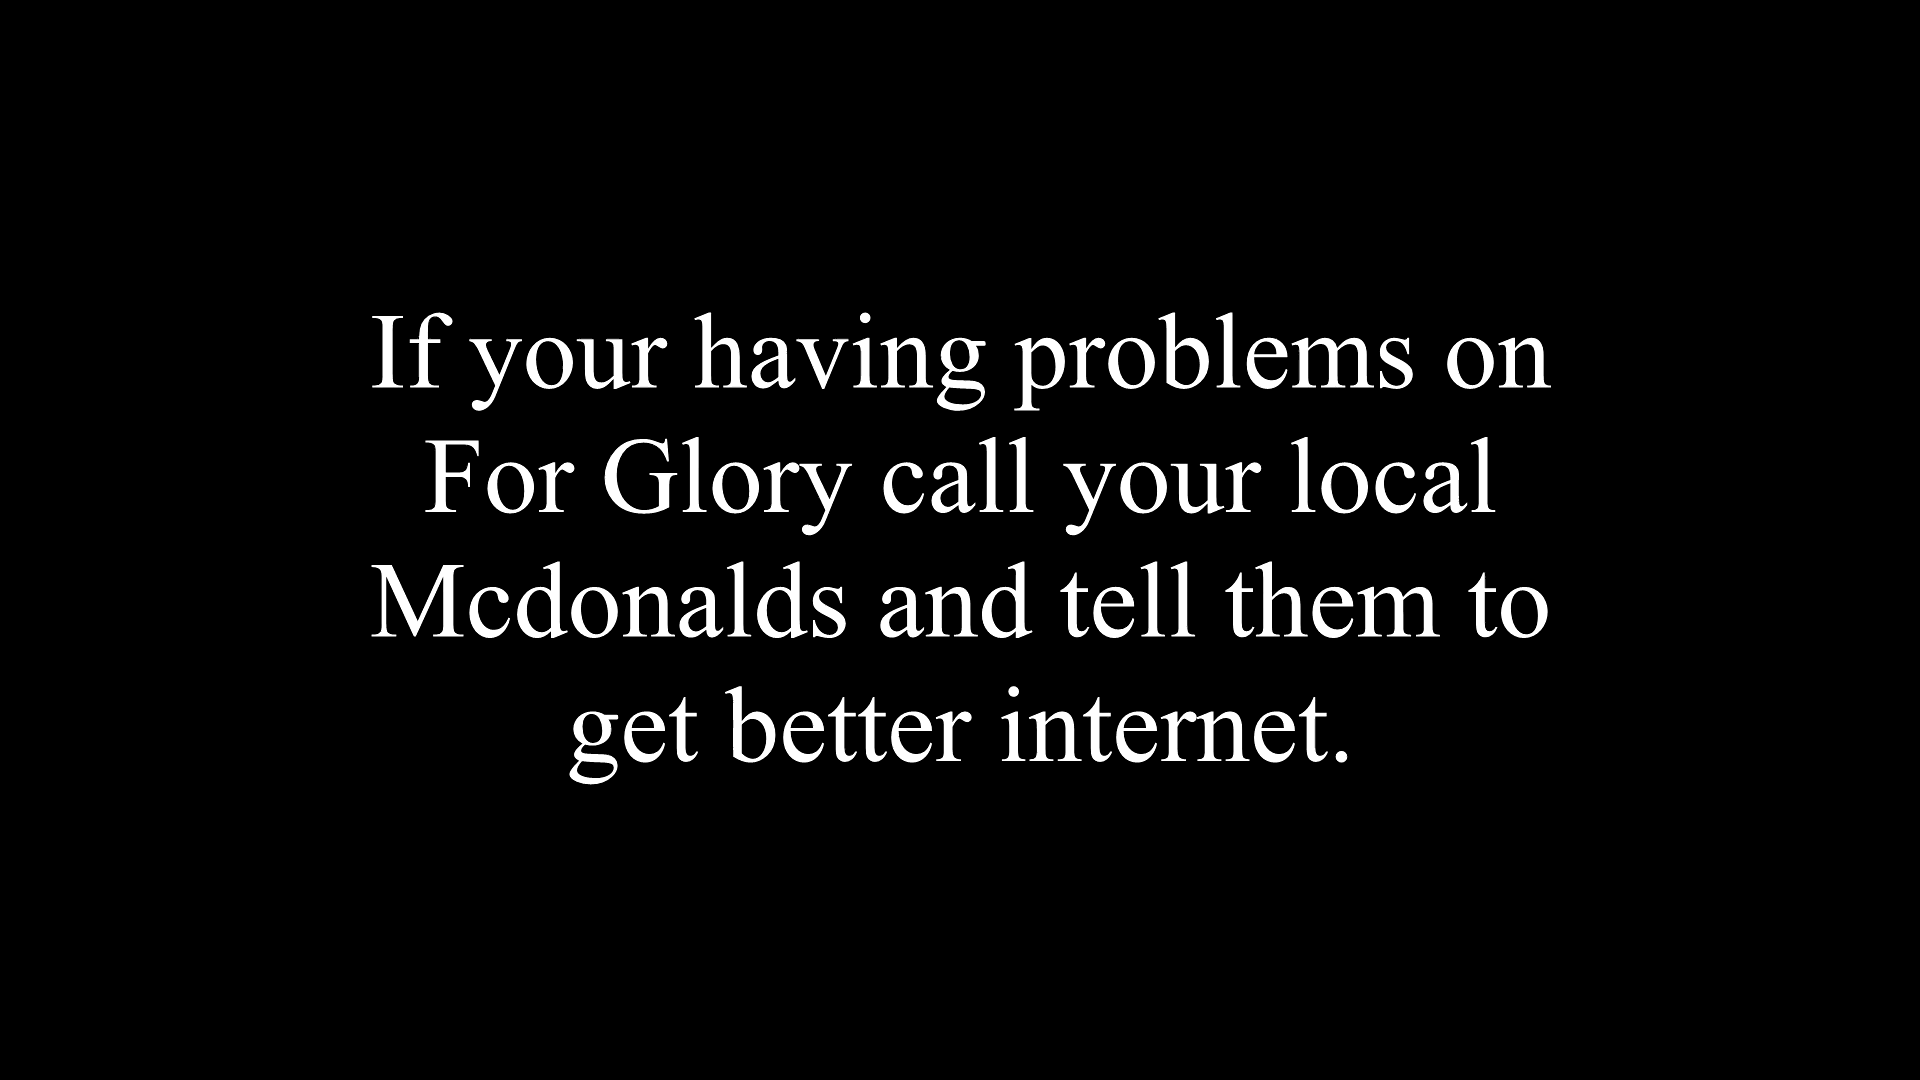 If your having problems on
For Glory call your local
Mcdonalds and tell them to
get better internet.